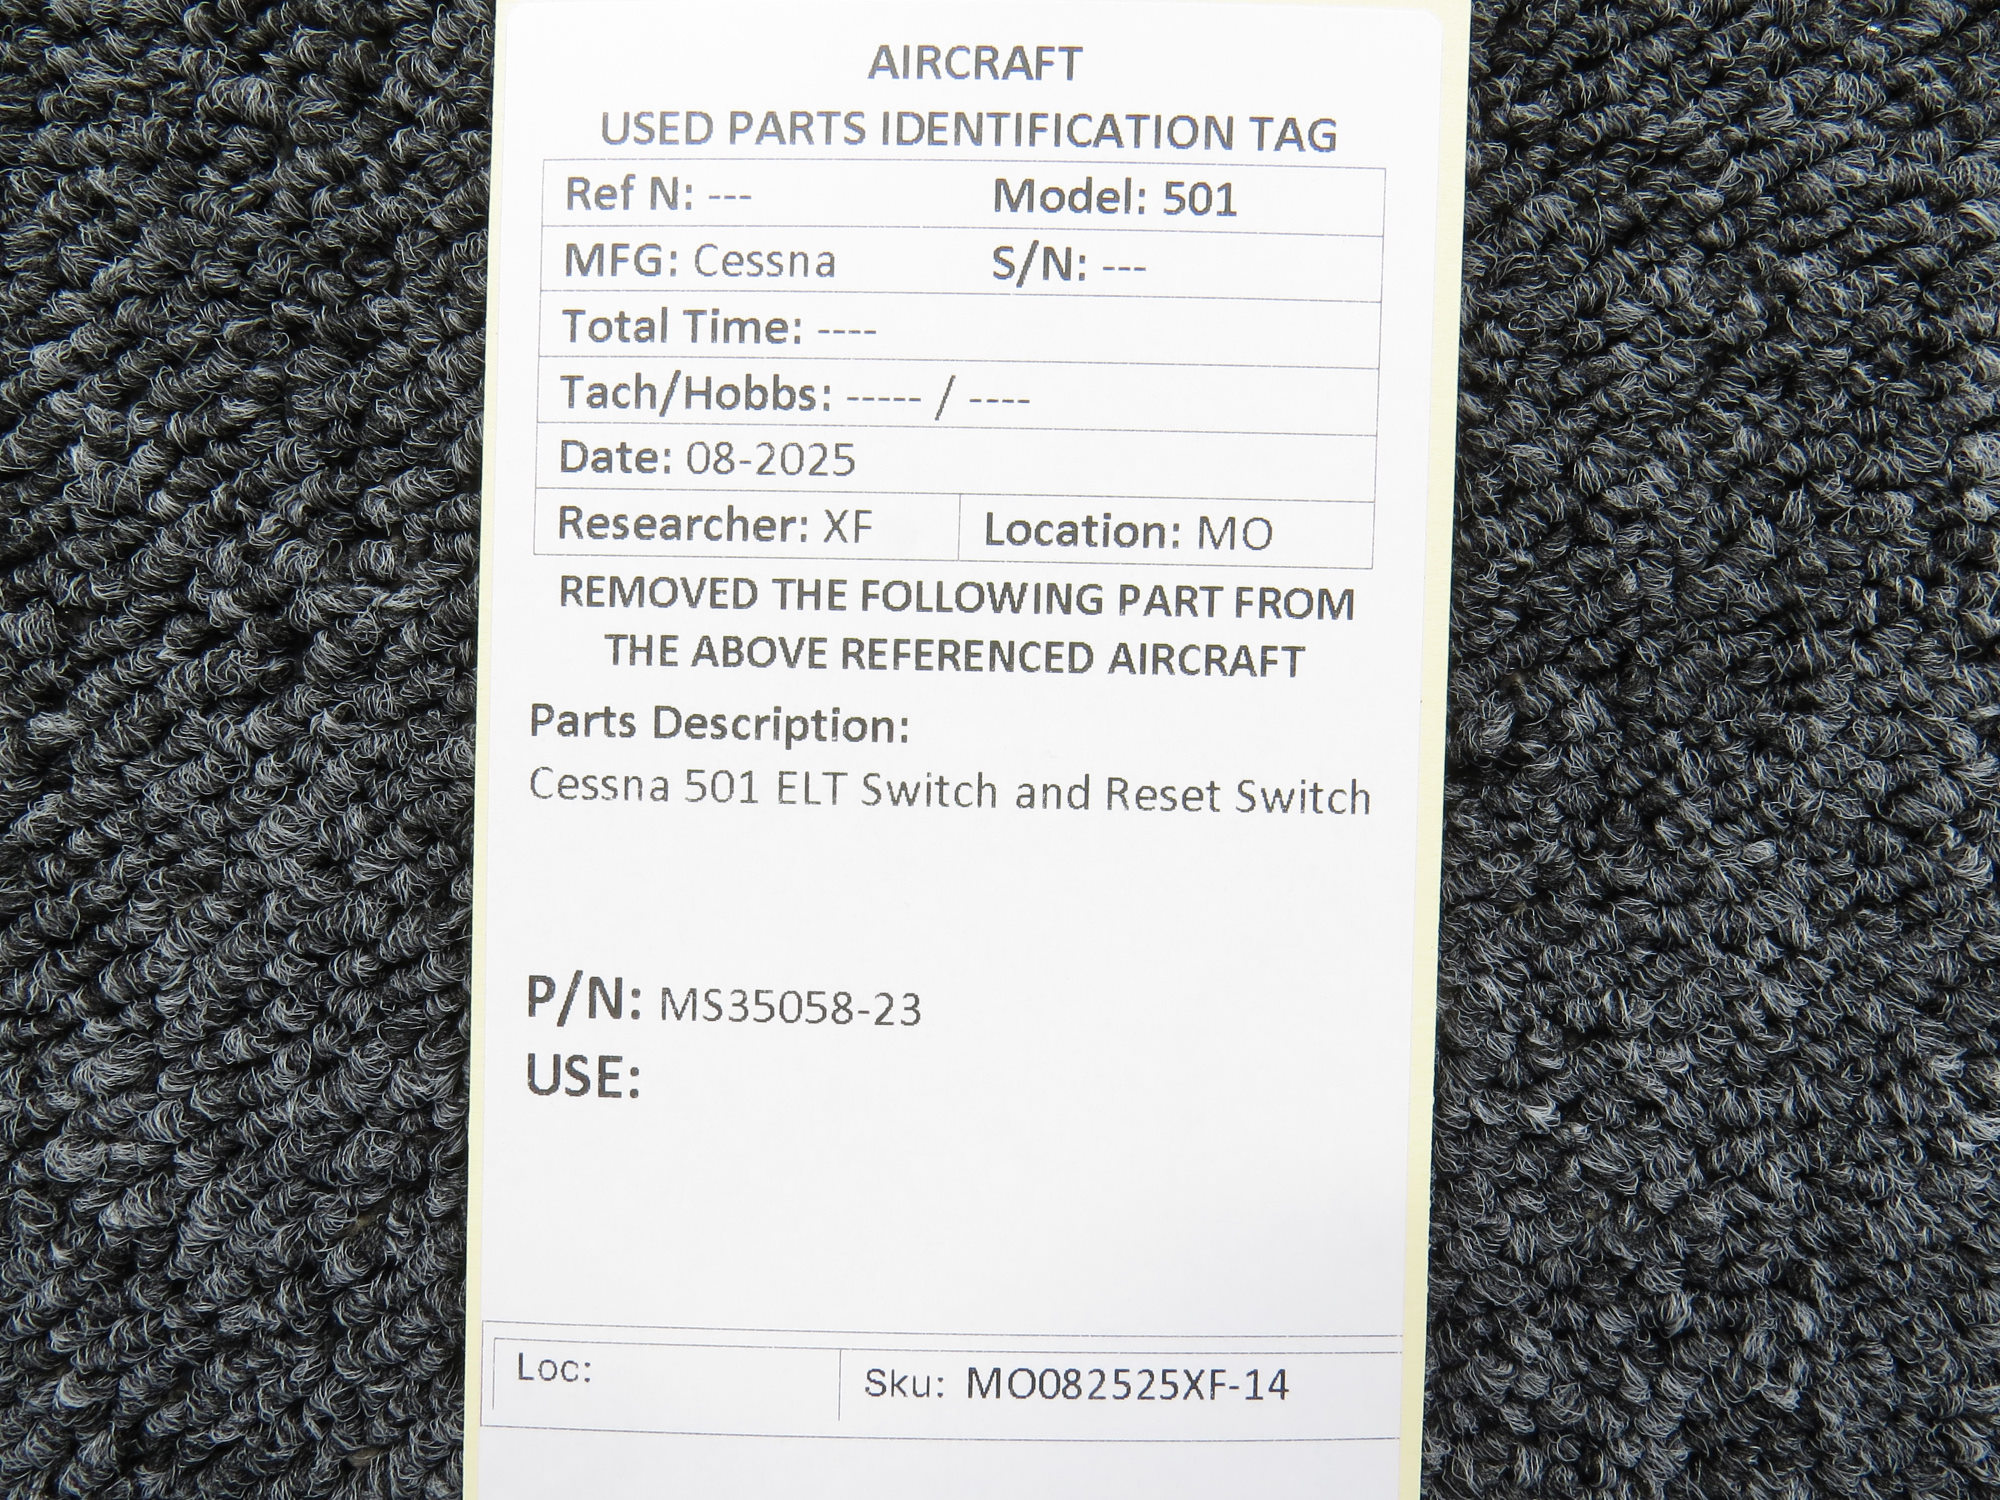 AIRCRAFT
USED PARTS IDENTIFICATION TAG
Ref N: --- Model: 501
MFG: Cessna S/N: ---
Total Time: ----
Tach/Hobbs: ----- / ----
Date: 08-2025
Researcher: XF Location: MO
REMOVED THE FOLLOWING PART FROM
THE ABOVE REFERENCED AIRCRAFT
Parts Description:
Cessna 501 ELT Switch and Reset Switch
P/N: MS35058-23
USE:
Loc: Sku: MO082525XF-14